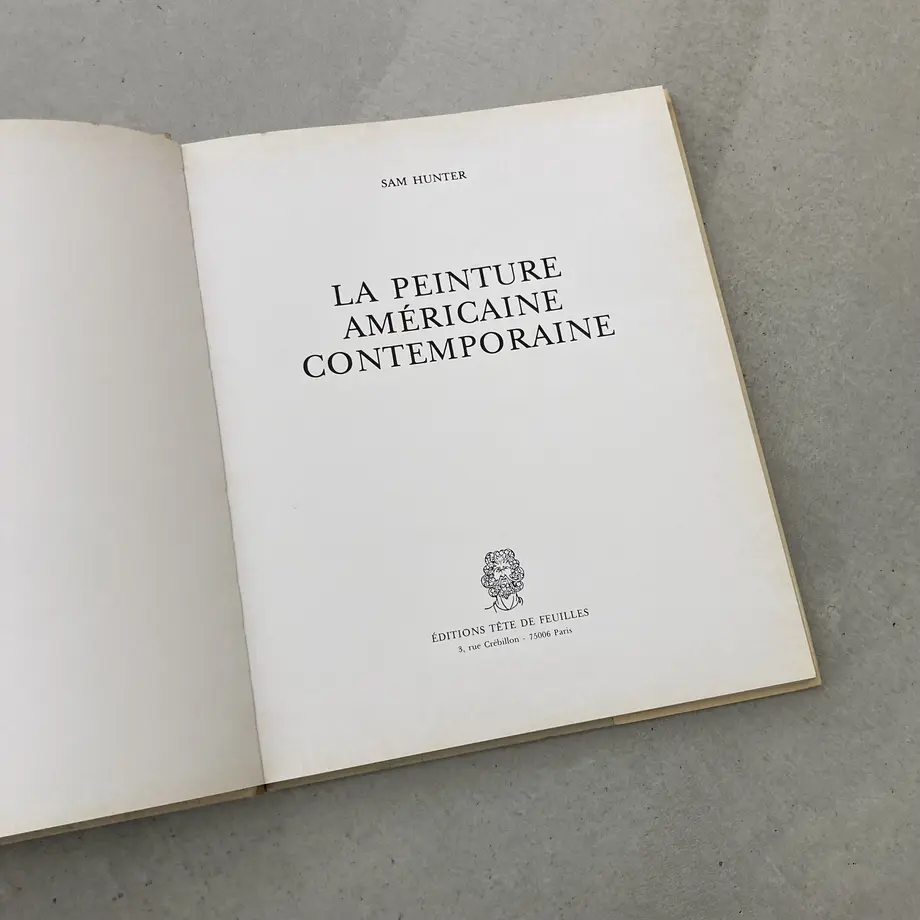 SAM HUNTER
LA PEINTURE
AMÉRICAINE
CONTEMPORAINE
ÉDITIONS TÊTE DE FEUILLES
3, rue Crébillon - 75006 Paris